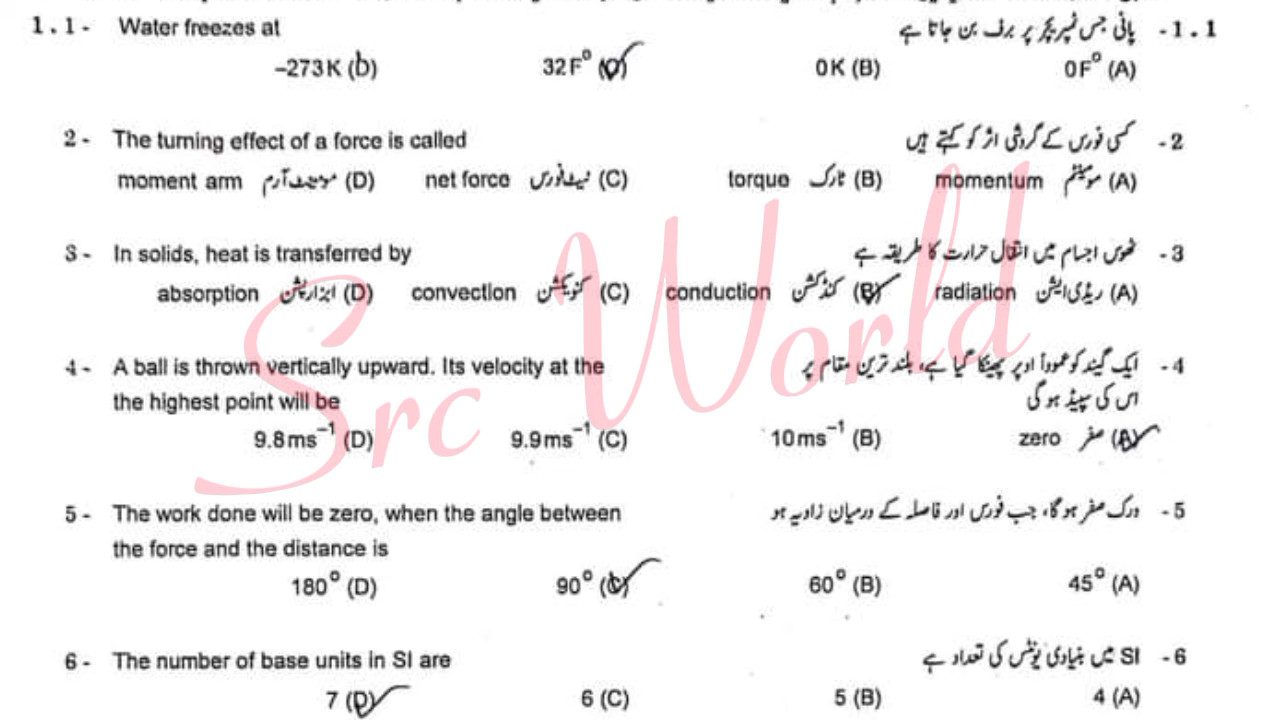 1.1- Water freezes at
پانی جس ٹمپریچر پر برف بن جاتا ہے -1.1
–273K (b) 32F° (C) 0K (B) 0F° (A)
2- The turning effect of a force is called
کسی فورس کے گردشی اثر کو کہتے ہیں -2
moment arm مومنٹ آرم (D) net force نیٹ فورس (C) torque ٹارک (B) momentum مومینٹم (A)
3- In solids, heat is transferred by
ٹھوس اجسام میں انتقال حرارت کا طریقہ ہے -3
absorption ابزارپشن (D) convection کنویکشن (C) conduction کنڈکشن (B) radiation ریڈی ایشن (A)
4- A ball is thrown vertically upward. Its velocity at the
ایک گیند کو عموداً اوپر پھینکا گیا ہے، بلند ترین مقام پر -4
the highest point will be
اس کی سپیڈ ہو گی
9.8ms⁻¹ (D) 9.9ms⁻¹ (C) 10ms⁻¹ (B) zero صفر (A)
5- The work done will be zero, when the angle between
ورک صفر ہو گا، جب فورس اور فاصلہ کے درمیان زاویہ ہو -5
the force and the distance is
180° (D) 90° (C) 60° (B) 45° (A)
6- The number of base units in SI are
SI میں بنیادی یونٹس کی تعداد ہے -6
7 (D) 6 (C) 5 (B) 4 (A)
Src World